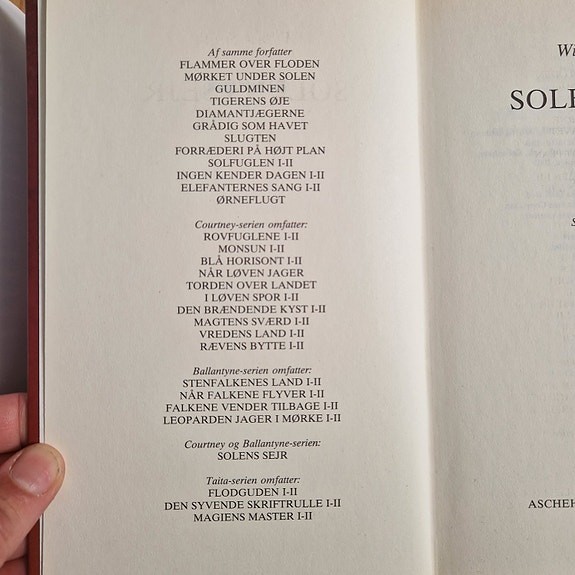 Af samme forfatter
FLAMMER OVER FLODEN
MØRKET UNDER SOLEN
GULDMINEN
TIGERENS ØJE
DIAMANTJÆGERNE
GRÅDIG SOM HAVET
SLUGTEN
FORRÆDERI PÅ HØJT PLAN
SOLFUGLEN I-II
INGEN KENDER DAGEN I-II
ELEFANTERNES SANG I-II
ØRNEFLUGT
Courtney-serien omfatter:
ROVFUGLENE I-II
MONSUN I-II
BLÅ HORISONT I-II
NÅR LØVEN JAGER
TORDEN OVER LANDET
I LØVEN SPOR I-II
DEN BRÆNDENDE KYST I-II
MAGTENS SVÆRD I-II
VREDENS LAND I-II
RÆVENS BYTTE I-II
Ballantyne-serien omfatter:
STENFALKENES LAND I-II
NÅR FALKENE FLYVER I-II
FALKENE VENDER TILBAGE I-II
LEOPARDEN JAGER I MØRKE I-II
Courtney og Ballantyne-serien:
SOLENS SEJR
Taita-serien omfatter:
FLODGUDEN I-II
DEN SYVENDE SKRIFTRULLE I-II
MAGIENS MASTER I-II
Wi
SOLE
ASCHEH